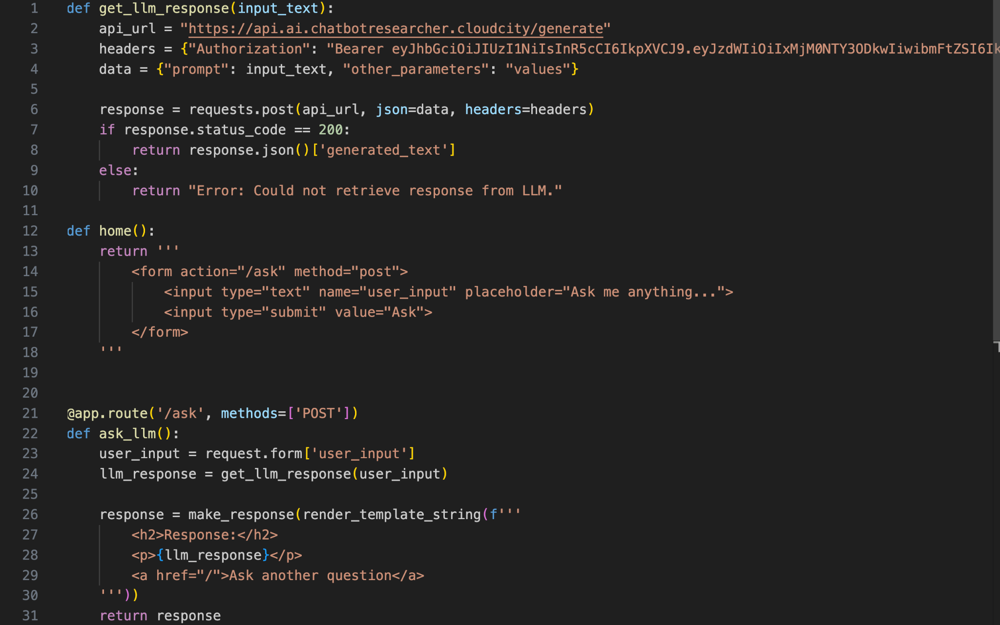 1 def get_llm_response(input_text):
2 api_url = "https://api.ai.chatbotresearcher.cloudcity/generate"
3 headers = {"Authorization": "Bearer eyJhbGciOiJIUzI1NiIsInR5cCI6IkpXVCJ9.eyJzdWIiOiIxMjM0NTY3ODkwIiwibmFtZSI6Ik
4 data = {"prompt": input_text, "other_parameters": "values"}
5
6 response = requests.post(api_url, json=data, headers=headers)
7 if response.status_code == 200:
8 return response.json()['generated_text']
9 else:
10 return "Error: Could not retrieve response from LLM."
11
12 def home():
13 return '''
14 <form action="/ask" method="post">
15 <input type="text" name="user_input" placeholder="Ask me anything...">
16 <input type="submit" value="Ask">
17 </form>
18 '''
19
20
21 @app.route('/ask', methods=['POST'])
22 def ask_llm():
23 user_input = request.form['user_input']
24 llm_response = get_llm_response(user_input)
25
26 response = make_response(render_template_string(f'''
27 <h2>Response:</h2>
28 <p>{llm_response}</p>
29 <a href="/">Ask another question</a>
30 '''))
31 return response